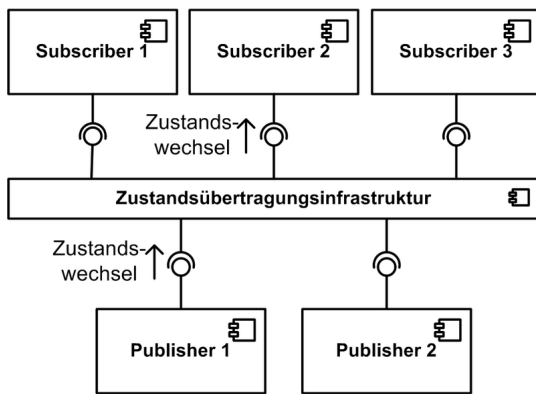 Subscriber 1
Subscriber 2
Subscriber 3
Zustands-
wechsel
Zustandsübertragungsinfrastruktur
Zustands-
wechsel
Publisher 1
Publisher 2